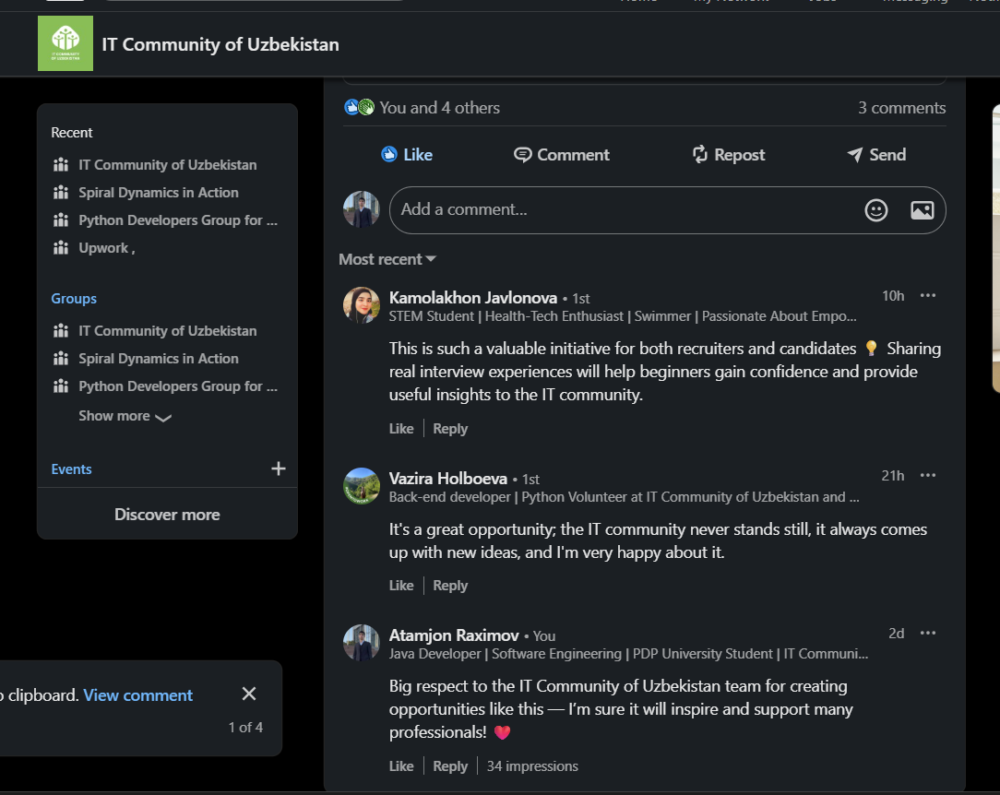 IT Community of Uzbekistan
Recent
IT Community of Uzbekistan
Spiral Dynamics in Action
Python Developers Group for ...
Upwork ,
Groups
IT Community of Uzbekistan
Spiral Dynamics in Action
Python Developers Group for ...
Show more
Events
Discover more
clipboard. View comment
1 of 4
You and 4 others
3 comments
Like
Comment
Repost
Send
Add a comment...
Most recent
Kamolakhon Javlonova • 1st
10h
STEM Student | Health-Tech Enthusiast | Swimmer | Passionate About Empo...
This is such a valuable initiative for both recruiters and candidates 💡 Sharing
real interview experiences will help beginners gain confidence and provide
useful insights to the IT community.
Like
Reply
Vazira Holboeva • 1st
21h
Back-end developer | Python Volunteer at IT Community of Uzbekistan and ...
It's a great opportunity; the IT community never stands still, it always comes
up with new ideas, and I'm very happy about it.
Like
Reply
Atamjon Raximov • You
2d
Java Developer | Software Engineering | PDP University Student | IT Communi...
Big respect to the IT Community of Uzbekistan team for creating
opportunities like this — I’m sure it will inspire and support many
professionals! 💗
Like
Reply
34 impressions